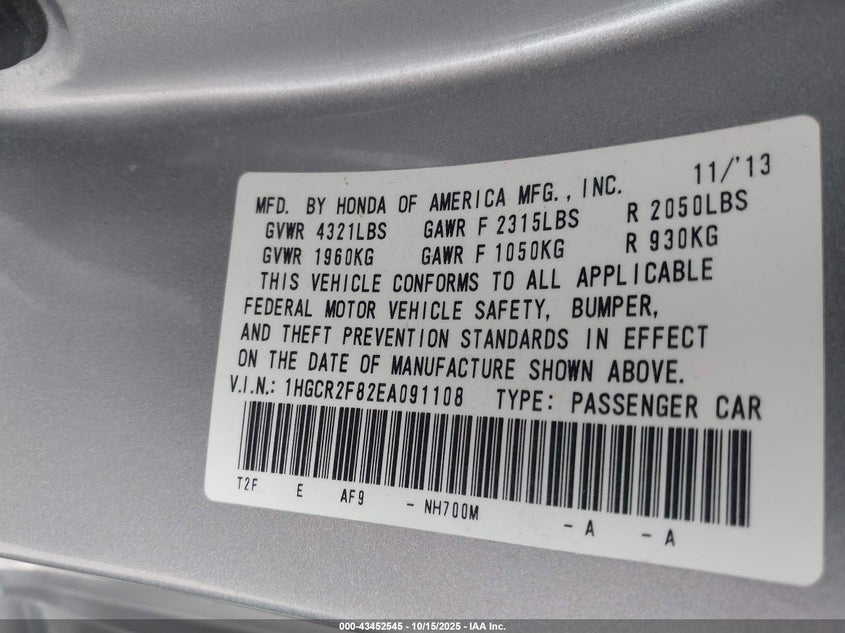 MFD. BY HONDA OF AMERICA MFG., INC. 11/'13
GVWR 4321LBS GAWR F 2315LBS R 2050LBS
GVWR 1960KG GAWR F 1050KG R 930KG
THIS VEHICLE CONFORMS TO ALL APPLICABLE
FEDERAL MOTOR VEHICLE SAFETY, BUMPER,
AND THEFT PREVENTION STANDARDS IN EFFECT
ON THE DATE OF MANUFACTURE SHOWN ABOVE.
V.I.N.: 1HGCR2F82EA091108 TYPE: PASSENGER CAR
T2F E AF9 - NH700M - A - A
000-43452545 - 10/15/2025 - IAA Inc.